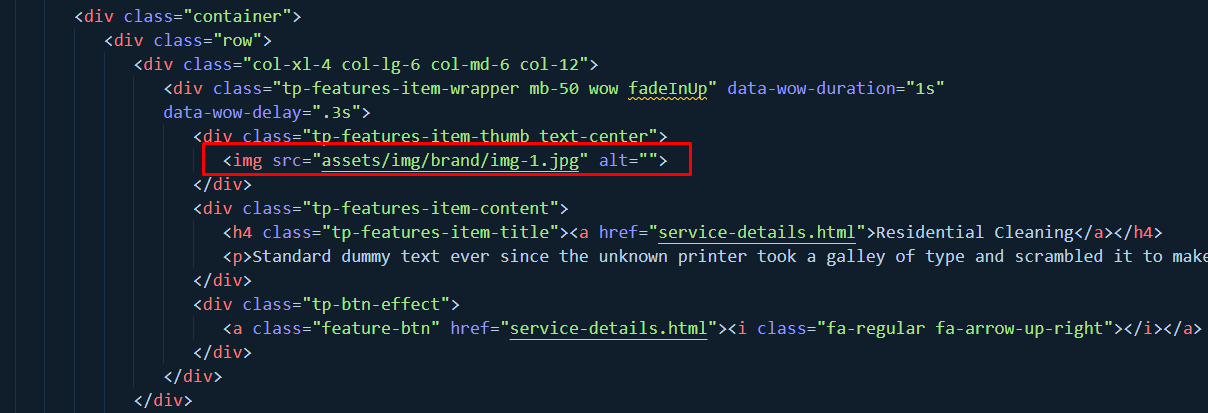 <div class="container">
<div class="row">
<div class="col-xl-4 col-lg-6 col-md-6 col-12">
<div class="tp-features-item-wrapper mb-50 wow fadeInUp" data-wow-duration="1s"
data-wow-delay=".3s">
<div class="tp-features-item-thumb text-center">
<img src="assets/img/brand/img-1.jpg" alt="">
</div>
<div class="tp-features-item-content">
<h4 class="tp-features-item-title"><a href="service-details.html">Residential Cleaning</a></h4>
<p>Standard dummy text ever since the unknown printer took a galley of type and scrambled it to make
</div>
<div class="tp-btn-effect">
<a class="feature-btn" href="service-details.html"><i class="fa-regular fa-arrow-up-right"></i></a>
</div>
</div>
</div>